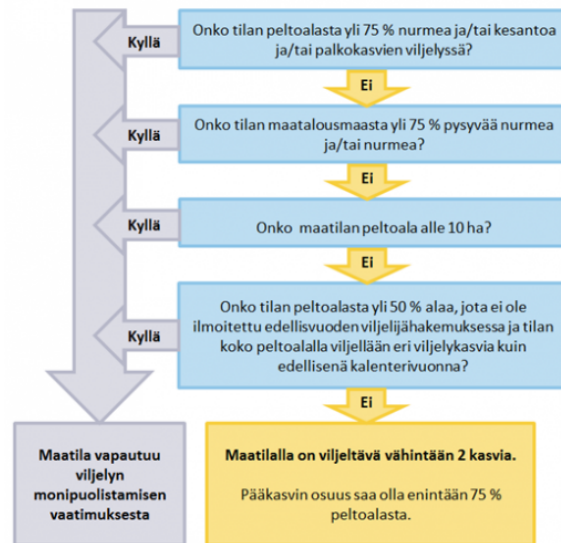 Onko tilan peltoalasta yli 75 % nurmea ja/tai kesantoa
ja/tai palkokasvien viljelyssä?
Kyllä
Ei
Onko tilan maatalousmaasta yli 75 % pysyvää nurmea
ja/tai nurmea?
Kyllä
Ei
Onko maatilan peltoala alle 10 ha?
Kyllä
Ei
Onko tilan peltoalasta yli 50 % alaa, jota ei ole
ilmoitettu edellisvuoden viljelijähakemuksessa ja tilan
koko peltoalalla viljellään eri viljelykasvia kuin
edellisenä kalenterivuonna?
Kyllä
Ei
Maatila vapautuu
viljelyn
monipuolistamisen
vaatimuksesta
Maatilalla on viljeltävä vähintään 2 kasvia.
Pääkasvin osuus saa olla enintään 75 %
peltoalasta.